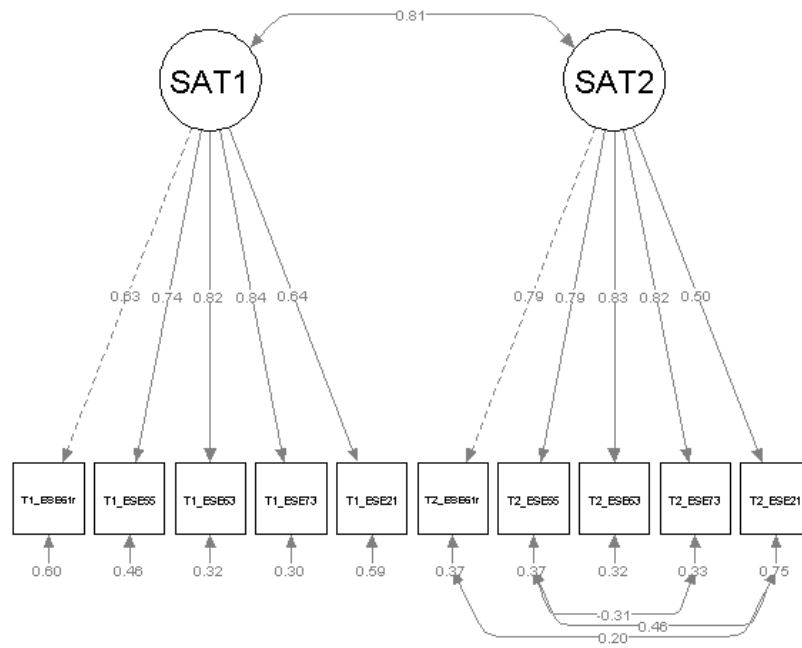 0.81
SAT1 SAT2
0.63 0.74 0.82 0.84 0.64 0.79 0.79 0.83 0.82 0.50
T1_ESE61r T1_ESE55 T1_ESE53 T1_ESE73 T1_ESE21 T2_ESE61r T2_ESE55 T2_ESE53 T2_ESE73 T2_ESE21
0.60 0.46 0.32 0.30 0.59 0.37 0.37 0.32 0.33 0.75
-0.31
0.46
0.20